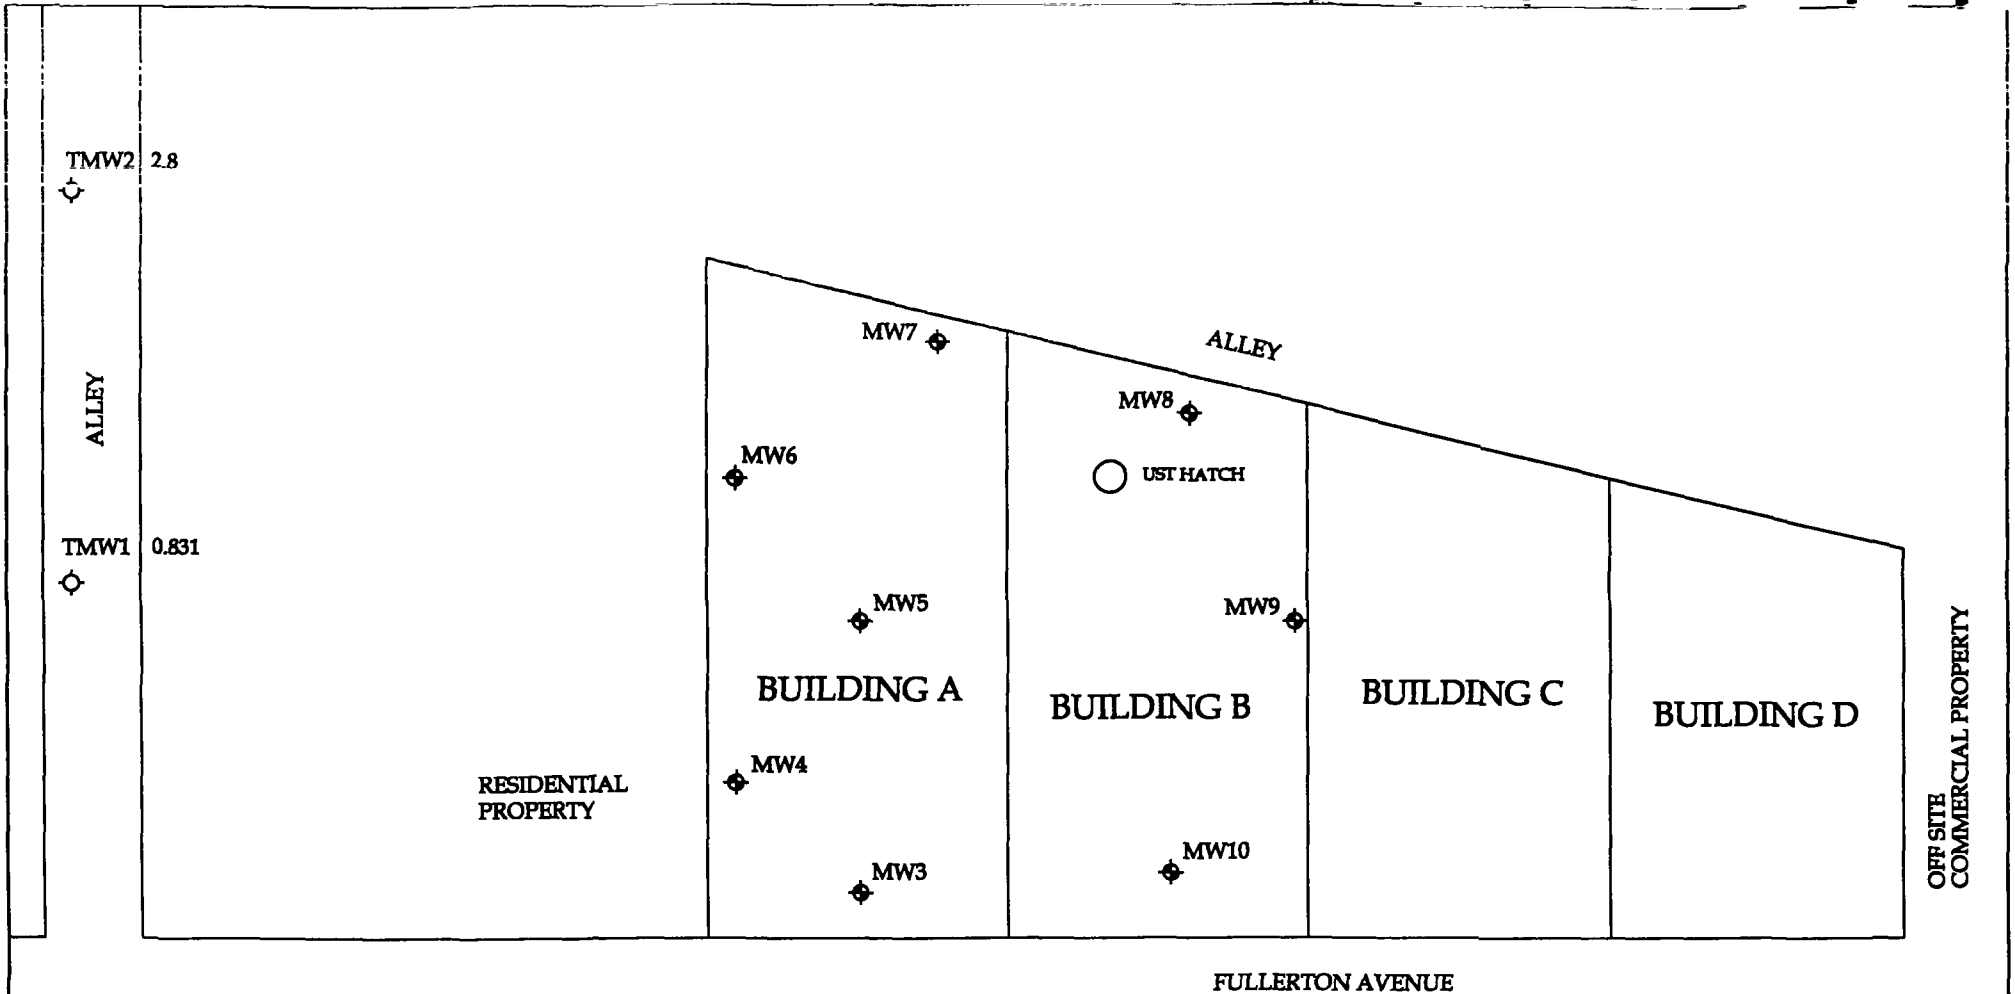 TMW2 2.8
ALLEY
MW7
MW8
ALLEY
MW6
UST HATCH
TMW1 0.831
MW5
MW9
BUILDING A
BUILDING B
BUILDING C
BUILDING D
MW4
RESIDENTIAL
PROPERTY
MW3
MW10
OFF SITE
COMMERCIAL PROPERTY
FULLERTON AVENUE